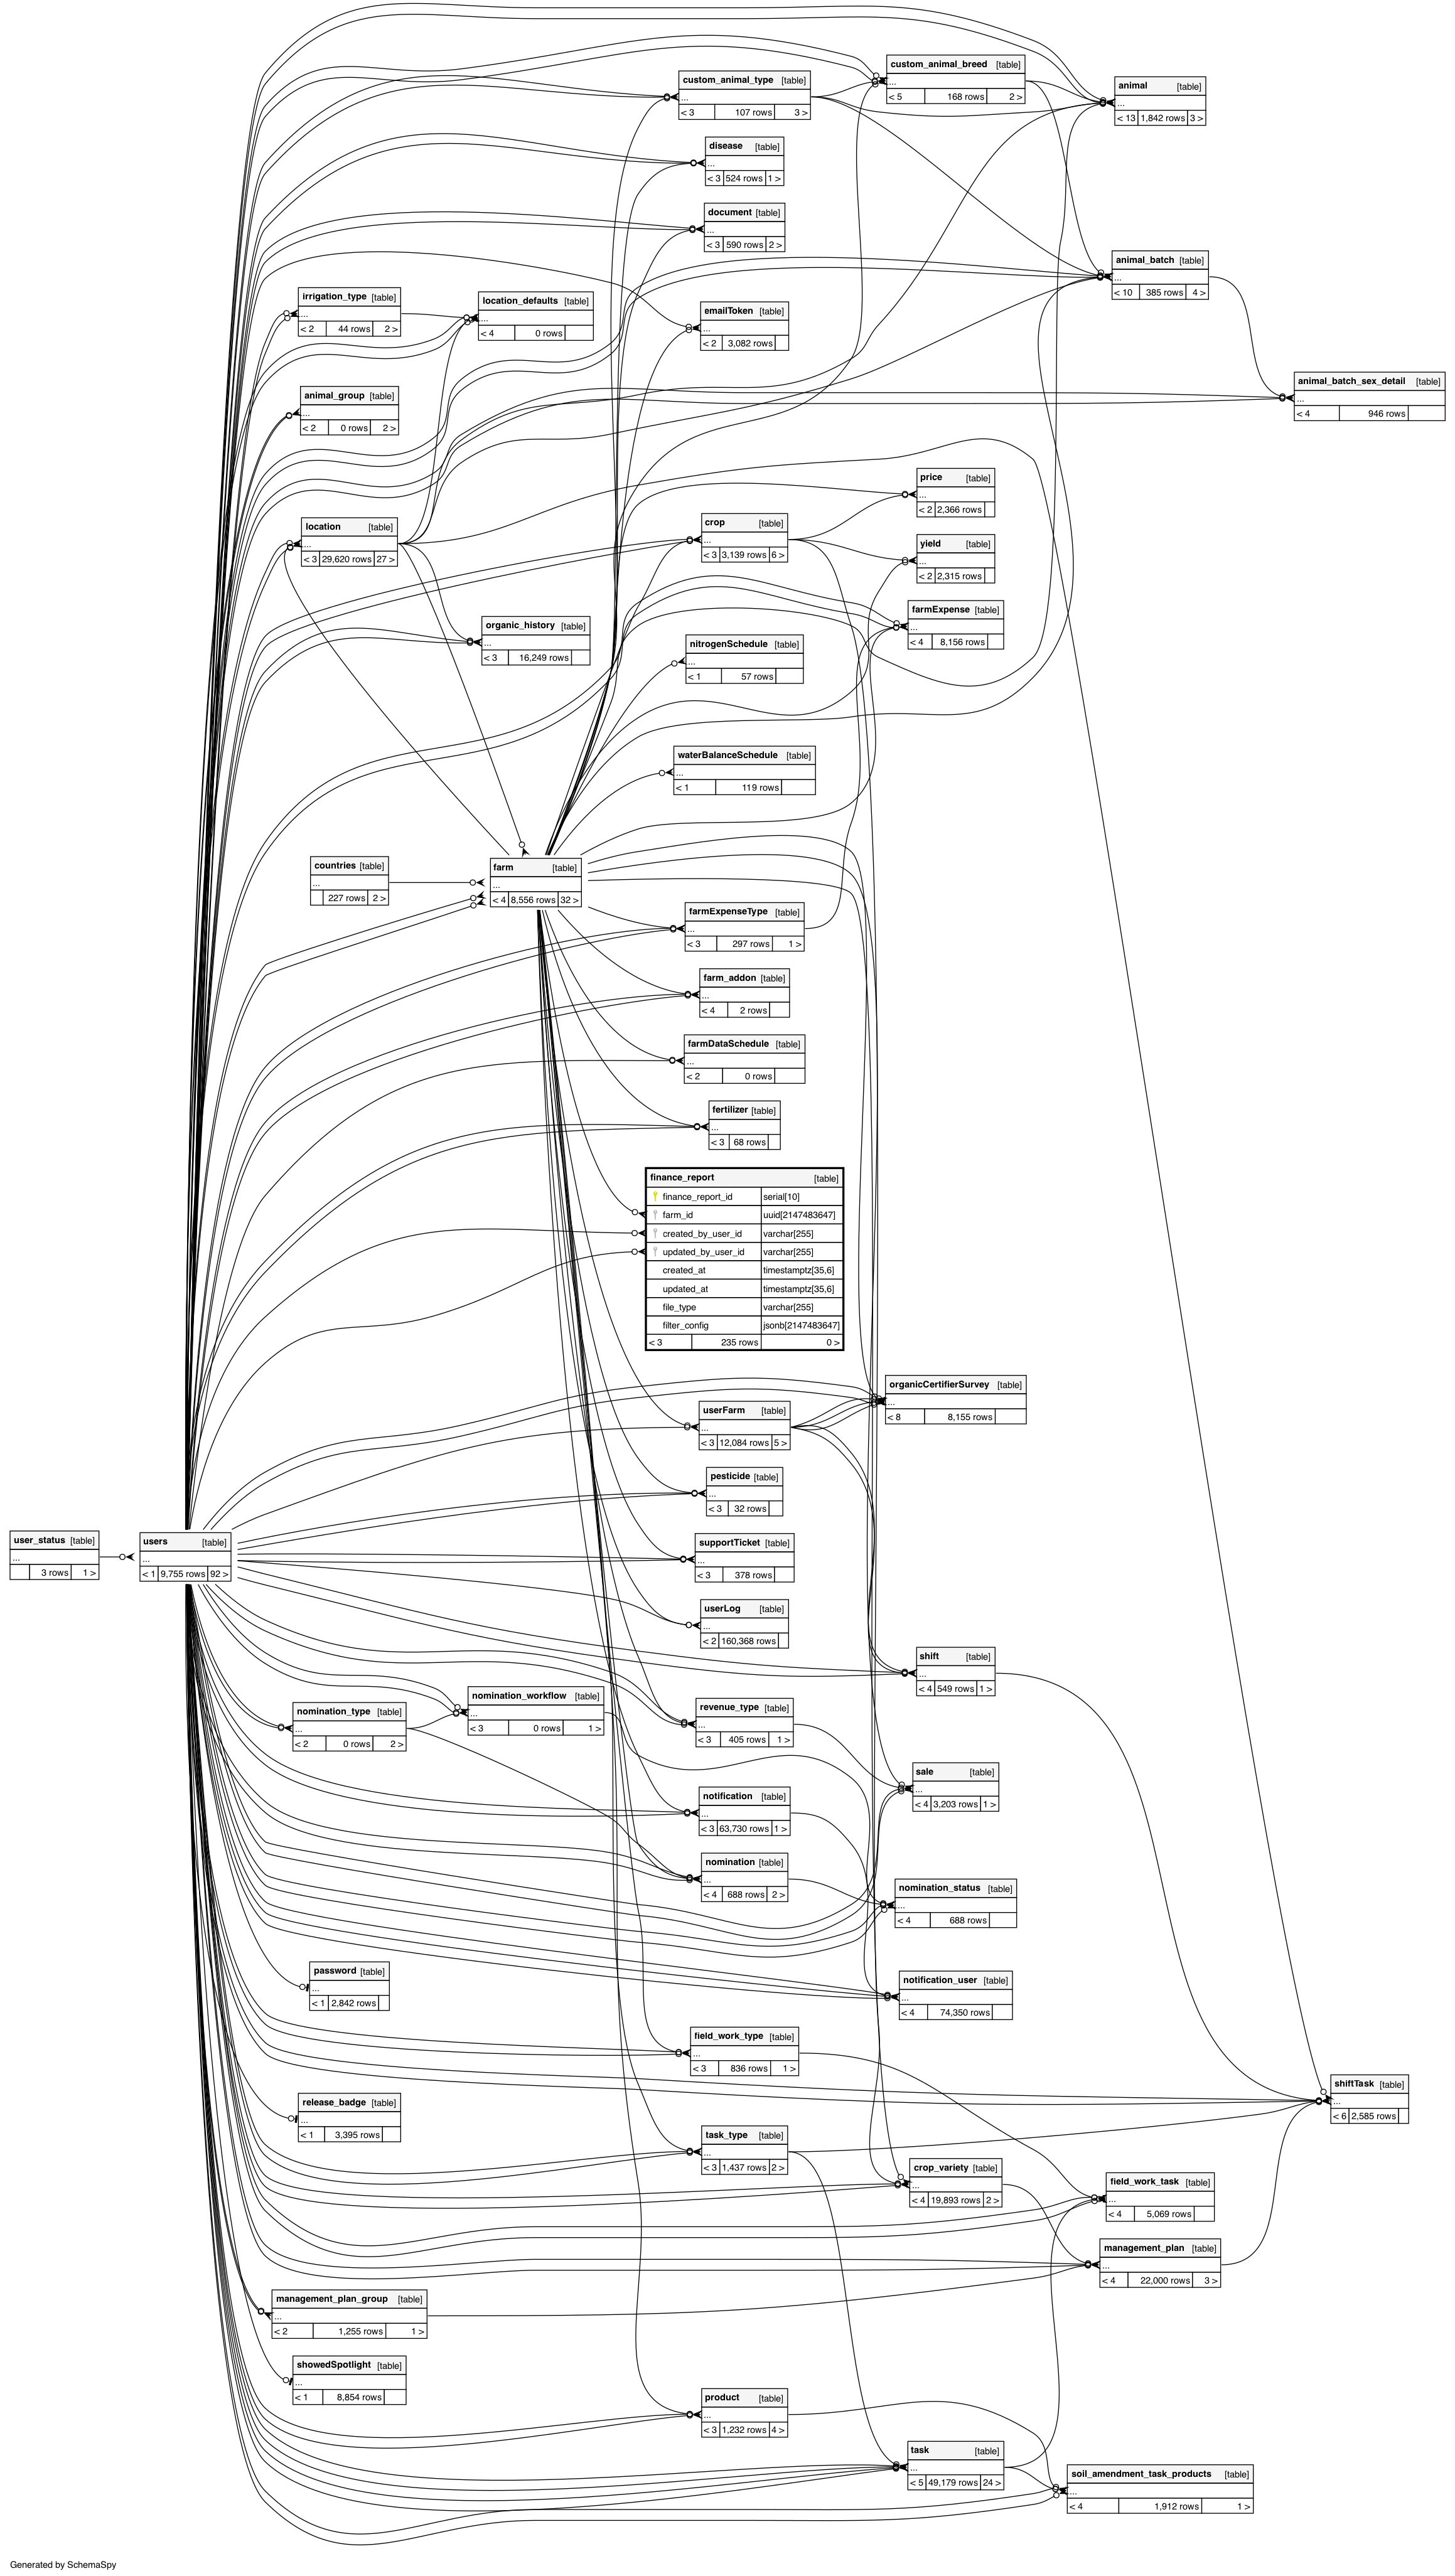 custom_animal_breed [table]
...
< 5 168 rows 2 >
custom_animal_type [table]
...
< 3 107 rows 3 >
animal [table]
...
< 13 1,842 rows 3 >
disease [table]
...
< 3 524 rows 1 >
document [table]
...
< 3 590 rows 2 >
animal_batch [table]
...
< 10 385 rows 4 >
irrigation_type [table]
...
< 2 44 rows 2 >
location_defaults [table]
...
< 4 0 rows
emailToken [table]
...
< 2 3,082 rows
animal_batch_sex_detail [table]
...
< 4 946 rows
animal_group [table]
...
< 2 0 rows 2 >
price [table]
...
< 2 2,366 rows
location [table]
...
< 3 29,620 rows 27 >
crop [table]
...
< 3 3,139 rows 6 >
yield [table]
...
< 2 2,315 rows
farmExpense [table]
...
< 4 8,156 rows
organic_history [table]
...
< 3 16,249 rows
nitrogenSchedule [table]
...
< 1 57 rows
waterBalanceSchedule [table]
...
< 1 119 rows
countries [table]
...
227 rows 2 >
farm [table]
...
< 4 8,556 rows 32 >
farmExpenseType [table]
...
< 3 297 rows 1 >
farm_addon [table]
...
< 4 2 rows
farmDataSchedule [table]
...
< 2 0 rows
fertilizer [table]
...
< 3 68 rows
finance_report [table]
finance_report_id serial[10]
farm_id uuid[2147483647]
created_by_user_id varchar[255]
updated_by_user_id varchar[255]
created_at timestamptz[35,6]
updated_at timestamptz[35,6]
file_type varchar[255]
filter_config jsonb[2147483647]
< 3 235 rows 0 >
organicCertifierSurvey [table]
...
< 8 8,155 rows
userFarm [table]
...
< 3 12,084 rows 5 >
pesticide [table]
...
< 3 32 rows
user_status [table]
...
3 rows 1 >
users [table]
...
< 1 9,755 rows 92 >
supportTicket [table]
...
< 3 378 rows
userLog [table]
...
< 2 160,368 rows
shift [table]
...
< 4 549 rows 1 >
nomination_type [table]
...
< 2 0 rows 2 >
nomination_workflow [table]
...
< 3 0 rows 1 >
revenue_type [table]
...
< 3 405 rows 1 >
sale [table]
...
< 4 3,203 rows 1 >
notification [table]
...
< 3 63,730 rows 1 >
nomination [table]
...
< 4 688 rows 2 >
nomination_status [table]
...
< 4 688 rows
password [table]
...
< 1 2,842 rows
notification_user [table]
...
< 4 74,350 rows
field_work_type [table]
...
< 3 836 rows 1 >
shiftTask [table]
...
< 6 2,585 rows
release_badge [table]
...
< 1 3,395 rows
task_type [table]
...
< 3 1,437 rows 2 >
crop_variety [table]
...
< 4 19,893 rows 2 >
field_work_task [table]
...
< 4 5,069 rows
management_plan [table]
...
< 4 22,000 rows 3 >
management_plan_group [table]
...
< 2 1,255 rows 1 >
showedSpotlight [table]
...
< 1 8,854 rows
product [table]
...
< 3 1,232 rows 4 >
task [table]
...
< 5 49,179 rows 24 >
soil_amendment_task_products [table]
...
< 4 1,912 rows 1 >
Generated by SchemaSpy